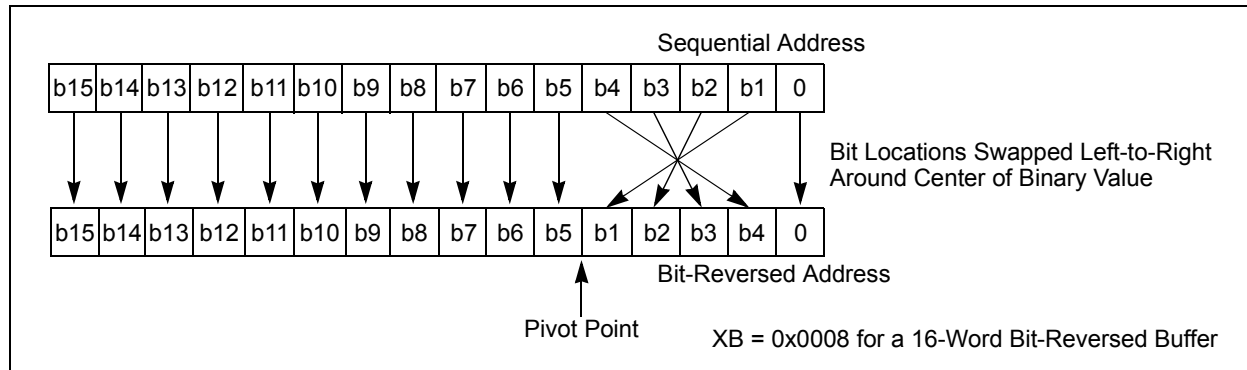 Sequential Address
b15 b14 b13 b12 b11 b10 b9 b8 b7 b6 b5 b4 b3 b2 b1 0
Bit Locations Swapped Left-to-Right
Around Center of Binary Value
b15 b14 b13 b12 b11 b10 b9 b8 b7 b6 b5 b1 b2 b3 b4 0
Bit-Reversed Address
Pivot Point
XB = 0x0008 for a 16-Word Bit-Reversed Buffer